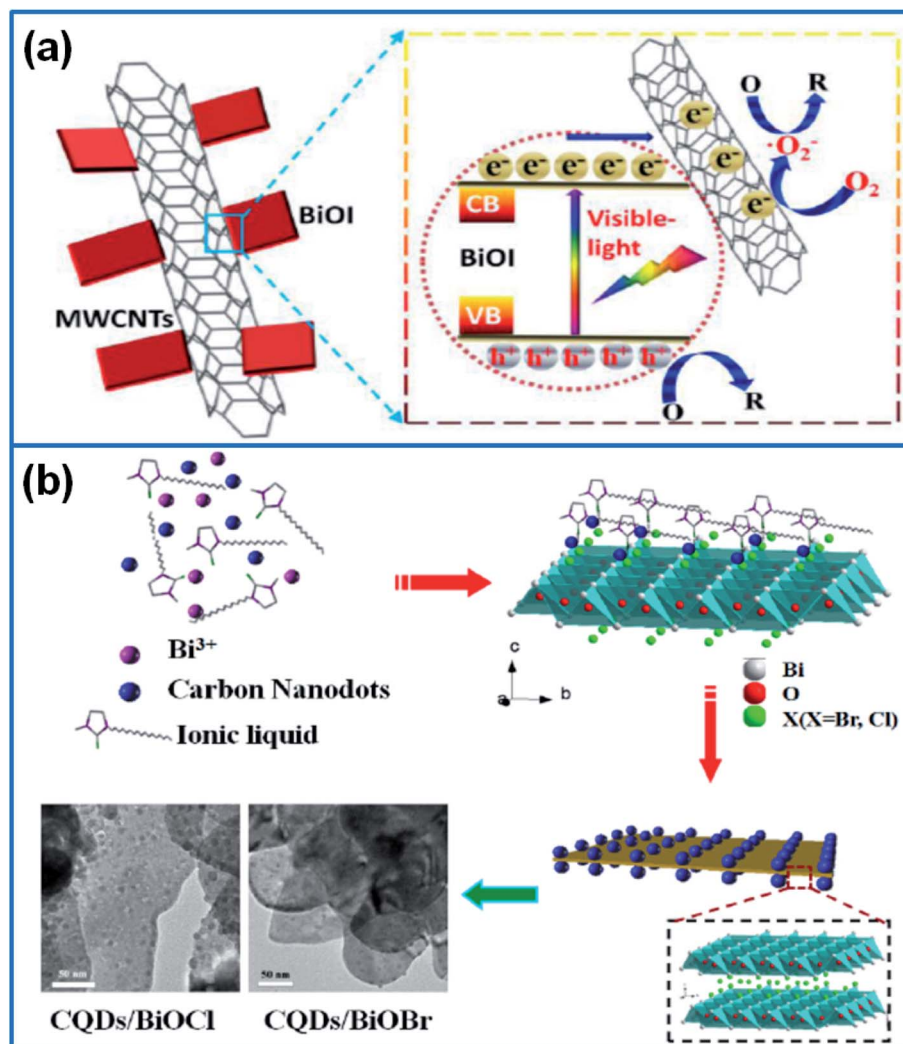 (a)
BiOI
MWCNTs
e⁻ e⁻ e⁻ e⁻ e⁻
CB
BiOI
VB
Visible-
light
h⁺ h⁺ h⁺ h⁺ h⁺
O R
e⁻
e⁻
e⁻
·O₂⁻
O₂
O R
(b)
Bi³⁺
Carbon Nanodots
Ionic liquid
c
a b
Bi
O
X(X=Br, Cl)
50 nm
50 nm
CQDs/BiOCl
CQDs/BiOBr